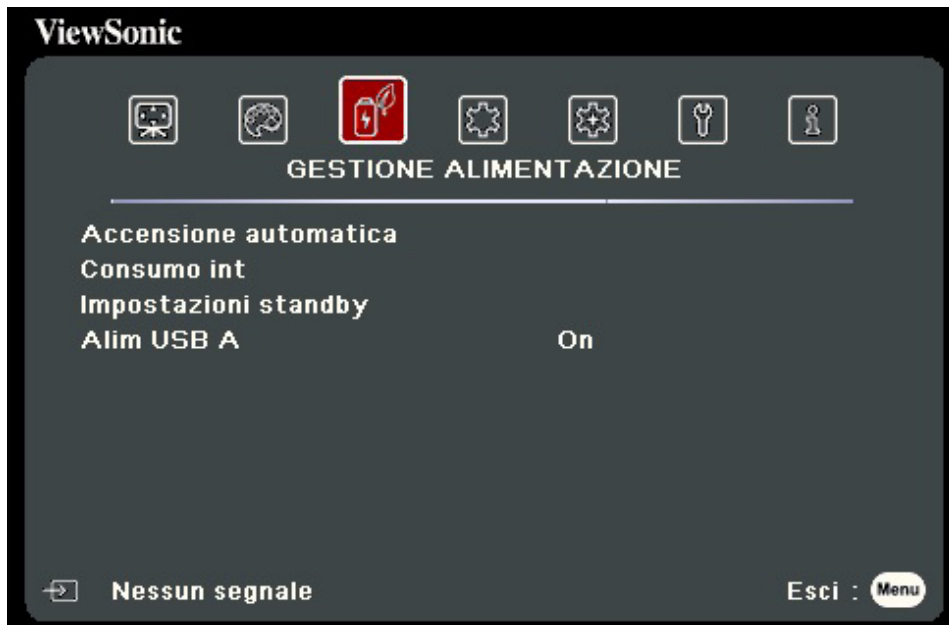 ViewSonic
GESTIONE ALIMENTAZIONE
Accensione automatica
Consumo int
Impostazioni standby
Alim USB A On
Nessun segnale Esci : Menu